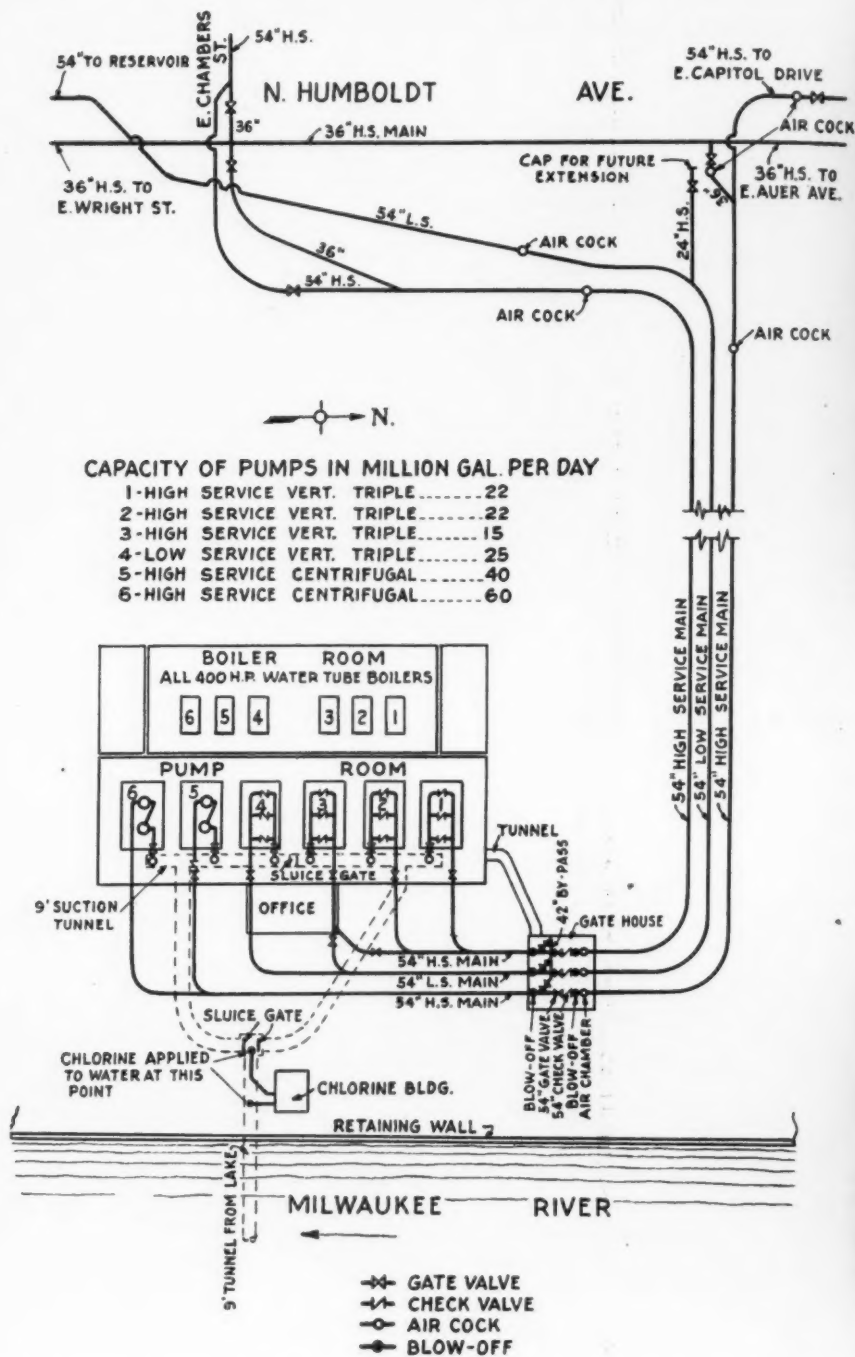 54" H.S.
E. CHAMBERS
ST.
54" TO RESERVOIR
N. HUMBOLDT AVE.
54" H.S. TO
E. CAPITOL DRIVE
36"
36" H.S. MAIN
AIR COCK
CAP FOR FUTURE
EXTENSION
36" H.S. TO
E. WRIGHT ST.
36" H.S. TO
E. AUER AVE.
36"
24" H.S.
54" L.S.
AIR COCK
36"
54" H.S.
AIR COCK
AIR COCK
N.
CAPACITY OF PUMPS IN MILLION GAL. PER DAY
1-HIGH SERVICE VERT. TRIPLE.......22
2-HIGH SERVICE VERT. TRIPLE.......22
3-HIGH SERVICE VERT. TRIPLE.......15
4-LOW SERVICE VERT. TRIPLE.......25
5-HIGH SERVICE CENTRIFUGAL.......40
6-HIGH SERVICE CENTRIFUGAL.......60
54" HIGH SERVICE MAIN
54" LOW SERVICE MAIN
54" HIGH SERVICE MAIN
BOILER ROOM
ALL 400 H.P. WATER TUBE BOILERS
6 5 4 3 2 1
PUMP ROOM
6 5 4 3 2 1
TUNNEL
SLUICE GATE
9' SUCTION
TUNNEL
OFFICE
42" BY-PASS
GATE HOUSE
54" H.S. MAIN
54" L.S. MAIN
54" H.S. MAIN
BLOW-OFF
54" GATE VALVE
54" CHECK VALVE
BLOW-OFF
AIR CHAMBER
SLUICE GATE
CHLORINE APPLIED
TO WATER AT THIS
POINT
CHLORINE BLDG.
RETAINING WALL
9' TUNNEL FROM LAKE
MILWAUKEE RIVER
GATE VALVE
CHECK VALVE
AIR COCK
BLOW-OFF